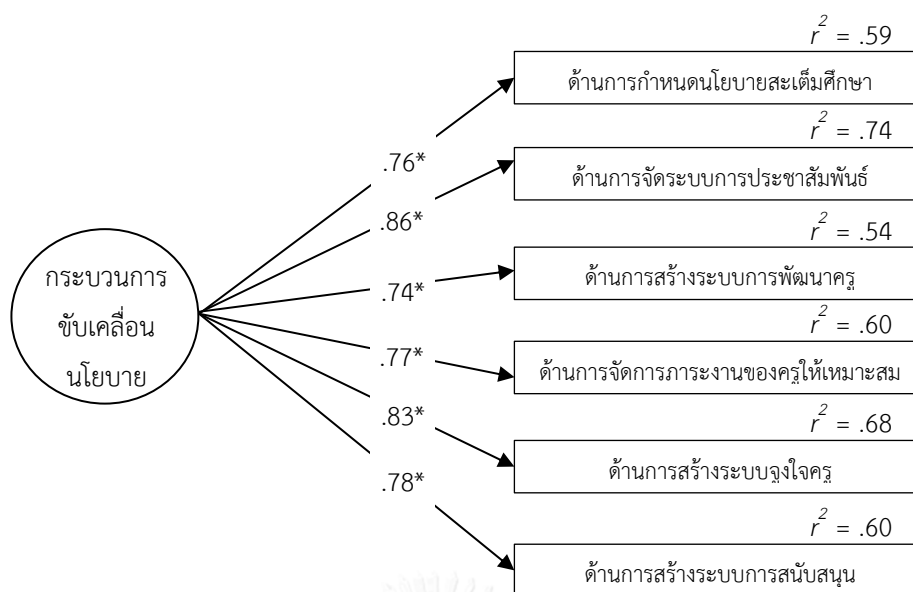 r² = .59
ด้านการกำหนดนโยบายสะเต็มศึกษา
r² = .74
.76*
ด้านการจัดระบบการประชาสัมพันธ์
.86*
r² = .54
กระบวนการ
ขับเคลื่อน
นโยบาย
.74*
ด้านการสร้างระบบการพัฒนาครู
r² = .60
.77*
ด้านการจัดการภาระงานของครูให้เหมาะสม
.83*
r² = .68
ด้านการสร้างระบบจูงใจครู
.78*
r² = .60
ด้านการสร้างระบบการสนับสนุน